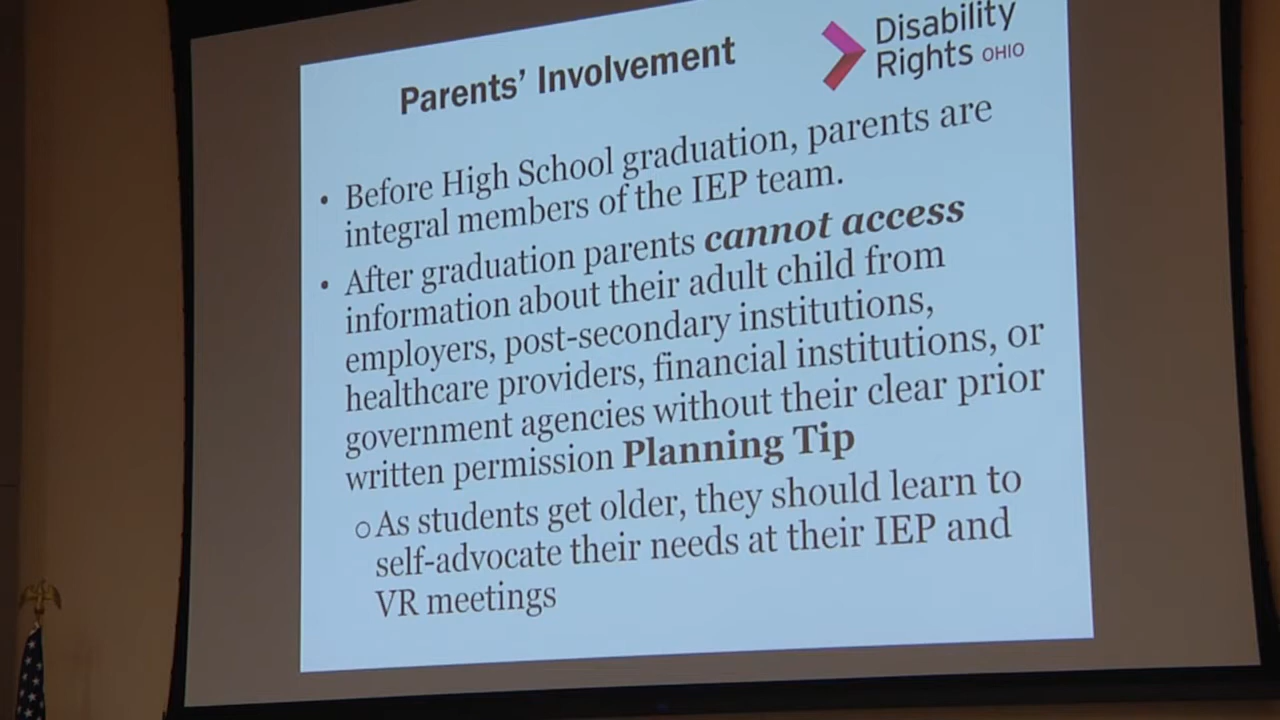 Disability
Rights OHIO
Parents' Involvement
• Before High School graduation, parents are
integral members of the IEP team.
• After graduation parents cannot access
information about their adult child from
employers, post-secondary institutions,
healthcare providers, financial institutions, or
government agencies without their clear prior
written permission Planning Tip
o As students get older, they should learn to
self-advocate their needs at their IEP and
VR meetings